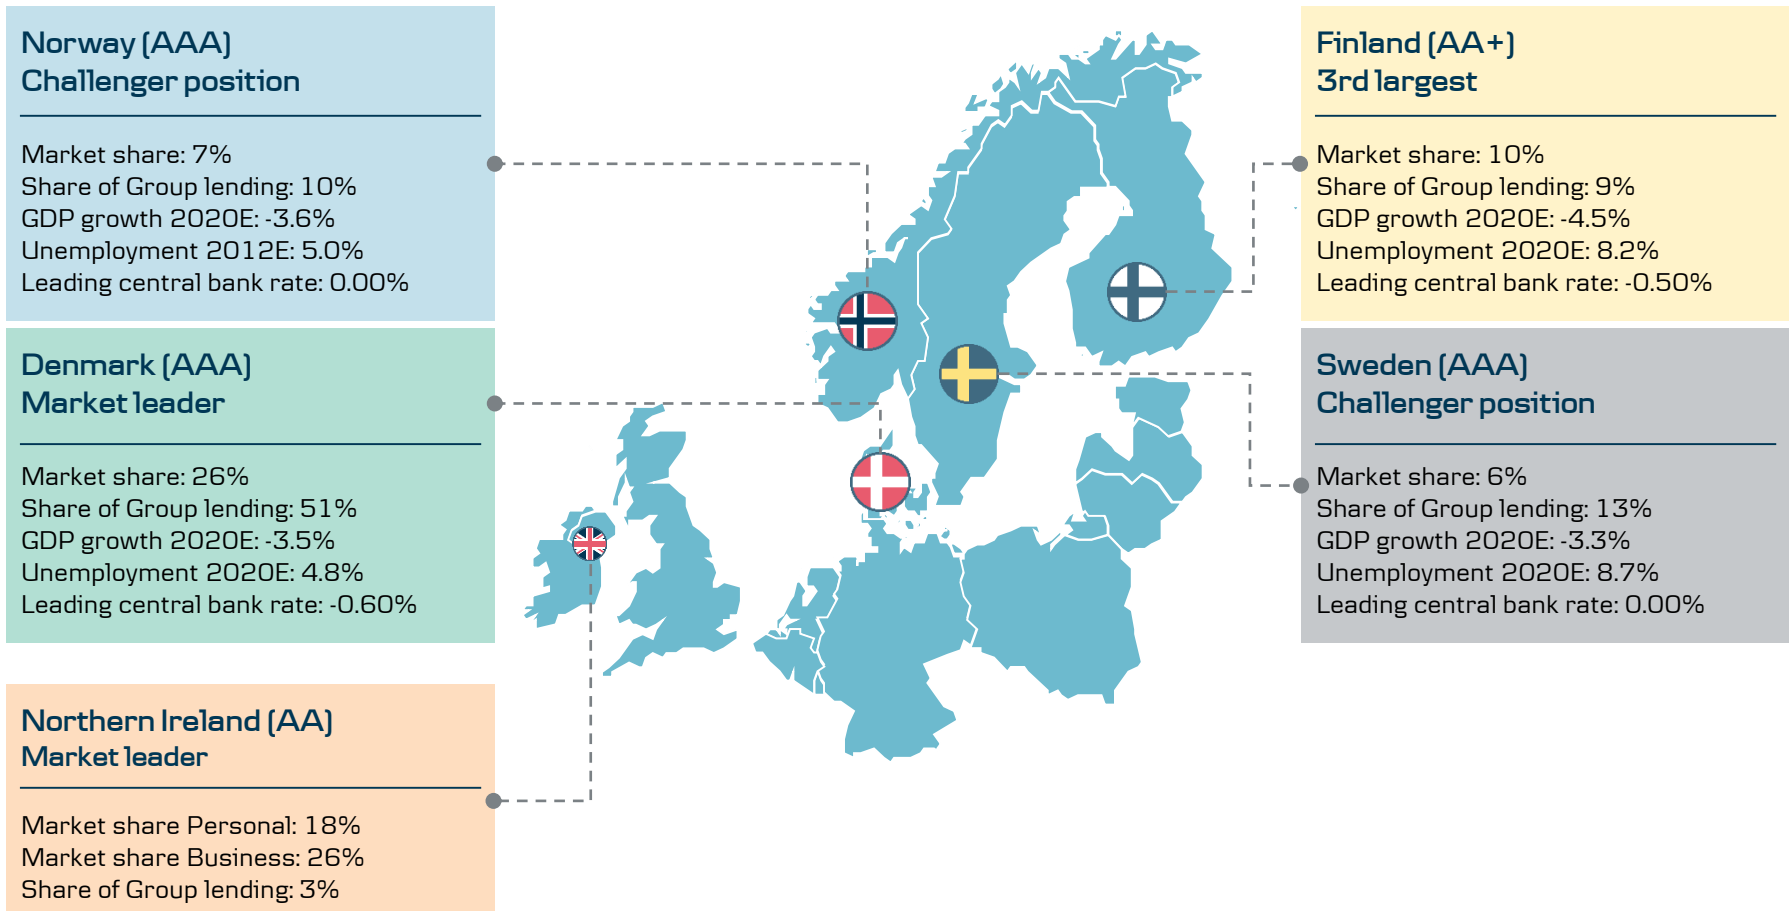 Norway (AAA)
Challenger position
Market share: 7%
Share of Group lending: 10%
GDP growth 2020E: -3.6%
Unemployment 2012E: 5.0%
Leading central bank rate: 0.00%
Denmark (AAA)
Market leader
Market share: 26%
Share of Group lending: 51%
GDP growth 2020E: -3.5%
Unemployment 2020E: 4.8%
Leading central bank rate: -0.60%
Northern Ireland (AA)
Market leader
Market share Personal: 18%
Market share Business: 26%
Share of Group lending: 3%
Finland (AA+)
3rd largest
Market share: 10%
Share of Group lending: 9%
GDP growth 2020E: -4.5%
Unemployment 2020E: 8.2%
Leading central bank rate: -0.50%
Sweden (AAA)
Challenger position
Market share: 6%
Share of Group lending: 13%
GDP growth 2020E: -3.3%
Unemployment 2020E: 8.7%
Leading central bank rate: 0.00%